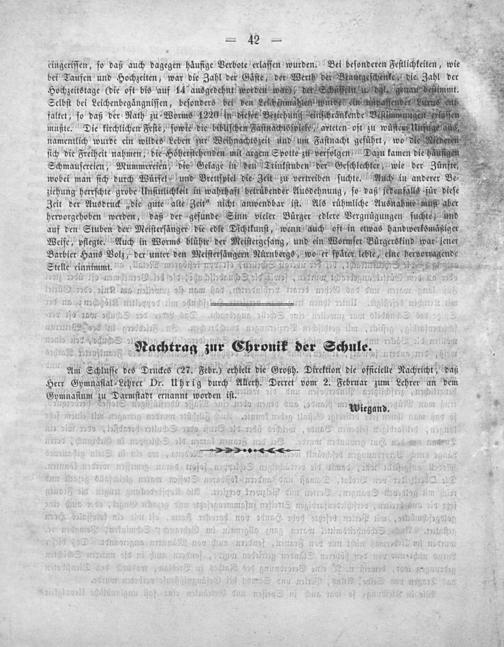 — 42 —
eingerissen, so daß auch dagegen häufige Verbote erlassen wurden. Bei besonderen Festlichkeiten, wie
bei Taufen und Hochzeiten, war die Zahl der Gäste, der Werth der Brautgeschenke, die Zahl der
Hochzeitstage (die oft bis auf 14 ausgedehnt worden war), der Schüsseln u. dgl. genau bestimmt.
Selbst bei Leichenbegängnissen, besonders bei den Leichenmahlen wurde ein unpassender Luxus ent-
faltet, so daß der Rath zu Worms 1220 in dieser Beziehung einschränkende Bestimmungen erlassen
mußte. Die kirchlichen Feste, sowie die biblischen Fastnachtsspiele, arteten oft zu wüstem Unfuge aus,
namentlich wurde ein wildes Leben zur Weihnachtszeit und um Fastnacht geführt, wo die Niederen
sich die Freiheit nahmen, die Höherstehenden mit argem Spotte zu verfolgen. Dazu kamen die häufigen
Schmausereien, Mummereien, die Gelage in den Trinkstuben der Geschlechter, wie der Zünfte,
wobei man sich durch Würfel- und Brettspiel die Zeit zu vertreiben suchte. Auch in anderer Be-
ziehung herrschte grobe Unsittlichkeit in wahrhaft betrübender Ausdehnung, so daß jedenfalls für diese
Zeit der Ausdruck „die gute alte Zeit" nicht anwendbar ist. Als rühmliche Ausnahme muß aber
hervorgehoben werden, daß der gesunde Sinn vieler Bürger edlere Vergnügungen suchte, und
auf den Stuben der Meistersänger die edle Dichtkunst, wenn auch oft in etwas handwerksmäßiger
Weise, pflegte. Auch in Worms blühte der Meistergesang, und ein Wormser Bürgerskind war jener
Barbier Hans Volz, der unter den Meistersängern Nürnbergs, wo er später lebte, eine hervorragende
Stelle einnimmt.
Nachtrag zur Chronik der Schule.
Am Schlusse des Druckes (27. Febr.) erhielt die Großh. Direktion die officielle Nachricht, daß
Herr Gymnasial-Lehrer Dr. Uhrig durch Allerh. Decret vom 2. Februar zum Lehrer an dem
Gymnasium zu Darmstadt ernannt worden ist.
Wiegand.